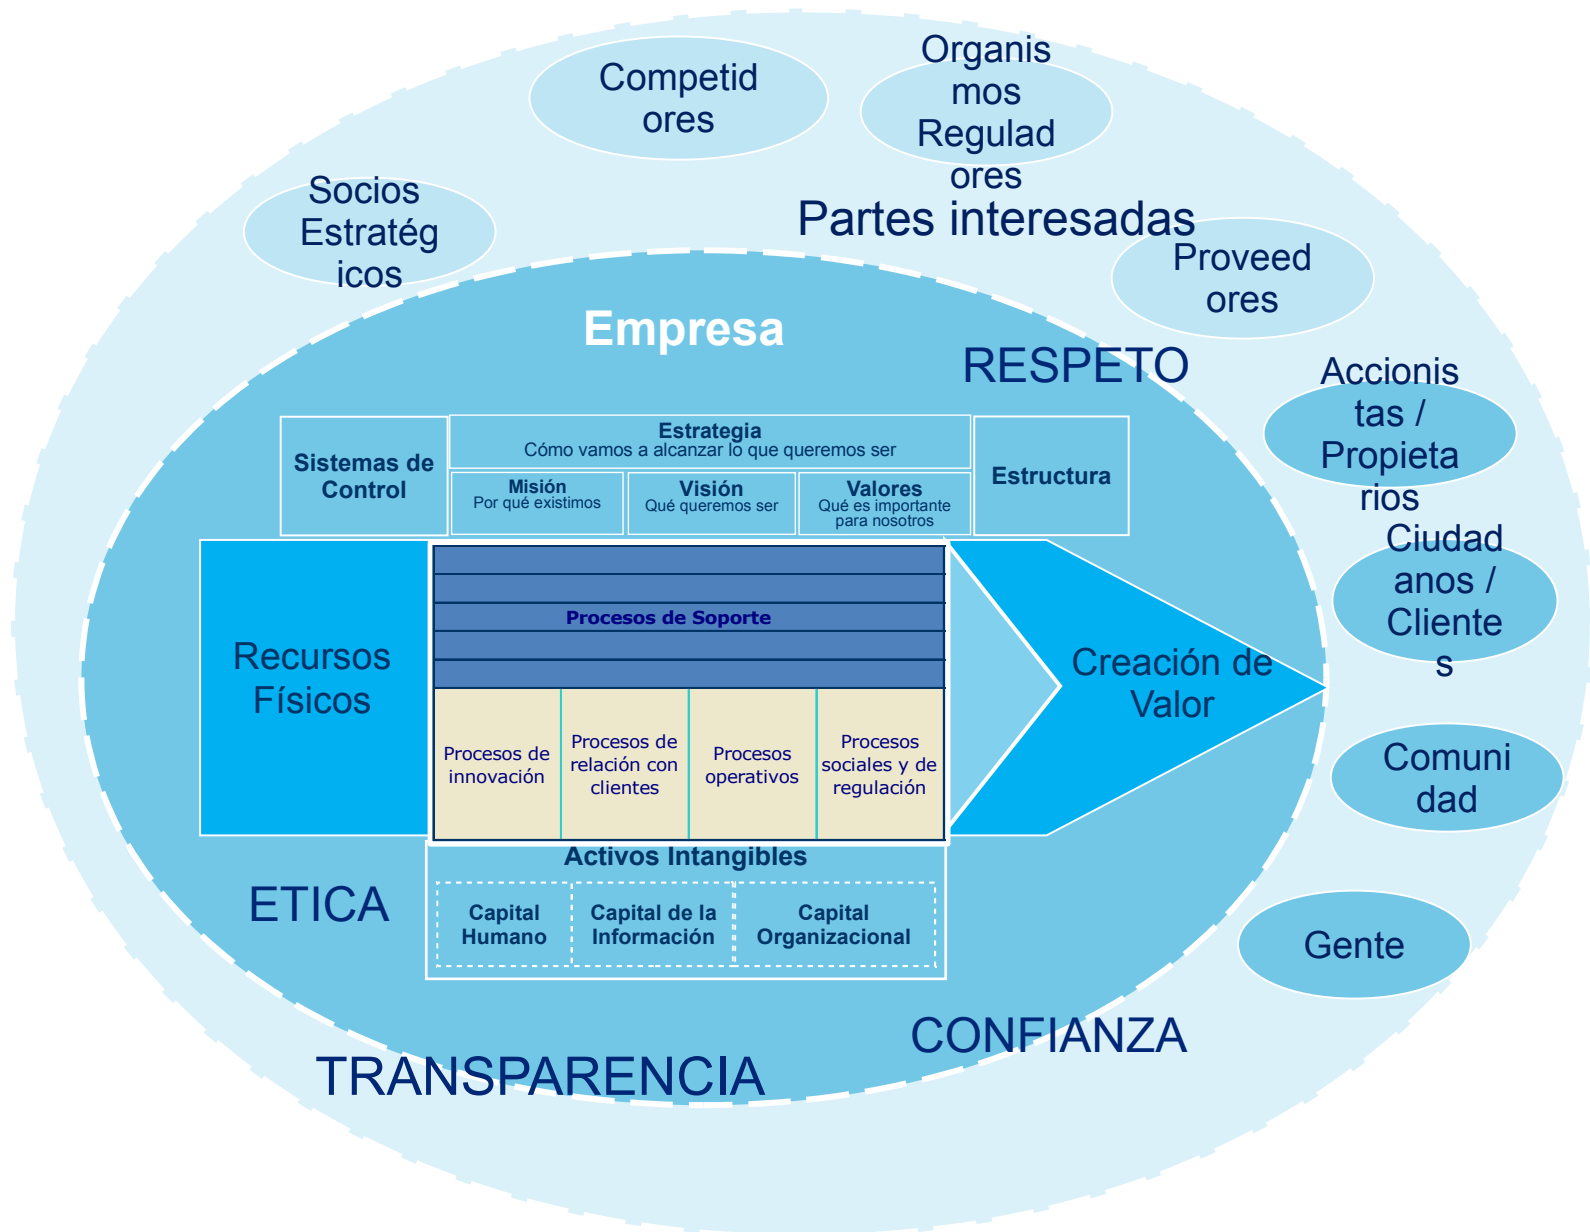 Competid
ores
Organis
mos
Regulad
ores
Socios
Estratég
icos
Partes interesadas
Proveed
ores
Empresa
RESPETO
Accionis
tas /
Propieta
rios
Sistemas de
Control
Estrategia
Cómo vamos a alcanzar lo que queremos ser
Misión
Por qué existimos
Visión
Qué queremos ser
Valores
Qué es importante
para nosotros
Estructura
Ciudad
anos /
Cliente
s
Recursos
Físicos
Procesos de Soporte
Procesos de
innovación
Procesos de
relación con
clientes
Procesos
operativos
Procesos
sociales y de
regulación
Creación de
Valor
Comuni
dad
Activos Intangibles
Capital
Humano
Capital de la
Información
Capital
Organizacional
ETICA
Gente
CONFIANZA
TRANSPARENCIA